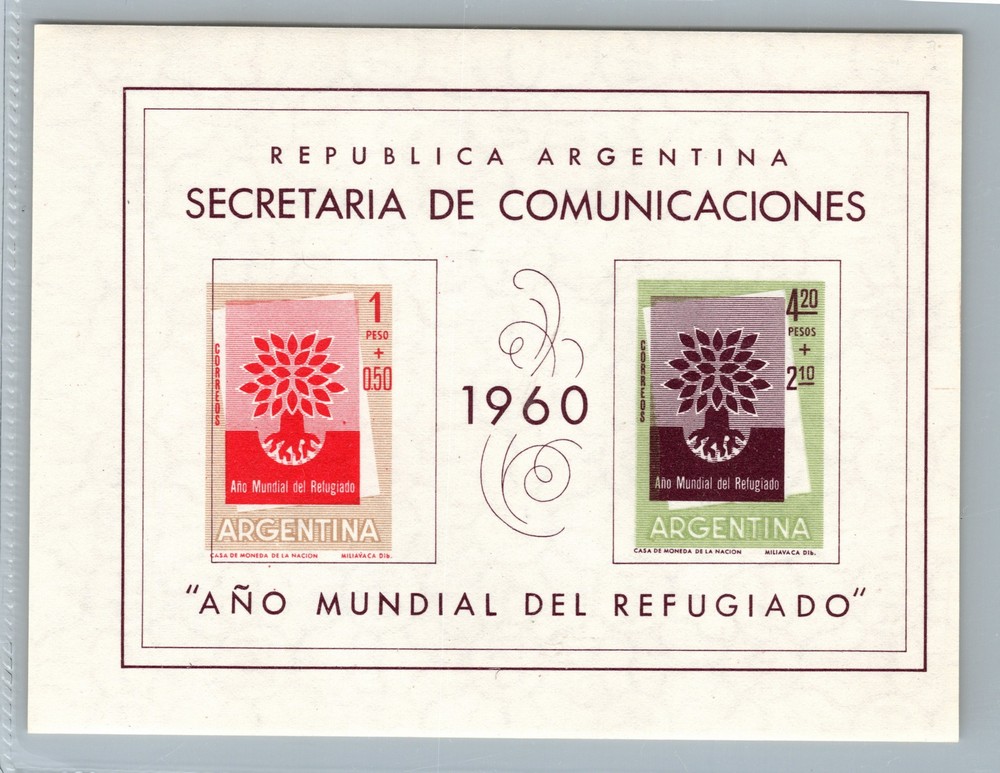 REPUBLICA ARGENTINA
SECRETARIA DE COMUNICACIONES
1
PESO
+
0.50
CORREOS
Año Mundial del Refugiado
ARGENTINA
CASA DE MONEDA DE LA NACION MILIAVACA DIb.
1960
4 20
PESOS
+
2 10
CORREOS
Año Mundial del Refugiado
ARGENTINA
CASA DE MONEDA DE LA NACION MILIAVACA DIb.
"AÑO MUNDIAL DEL REFUGIADO"